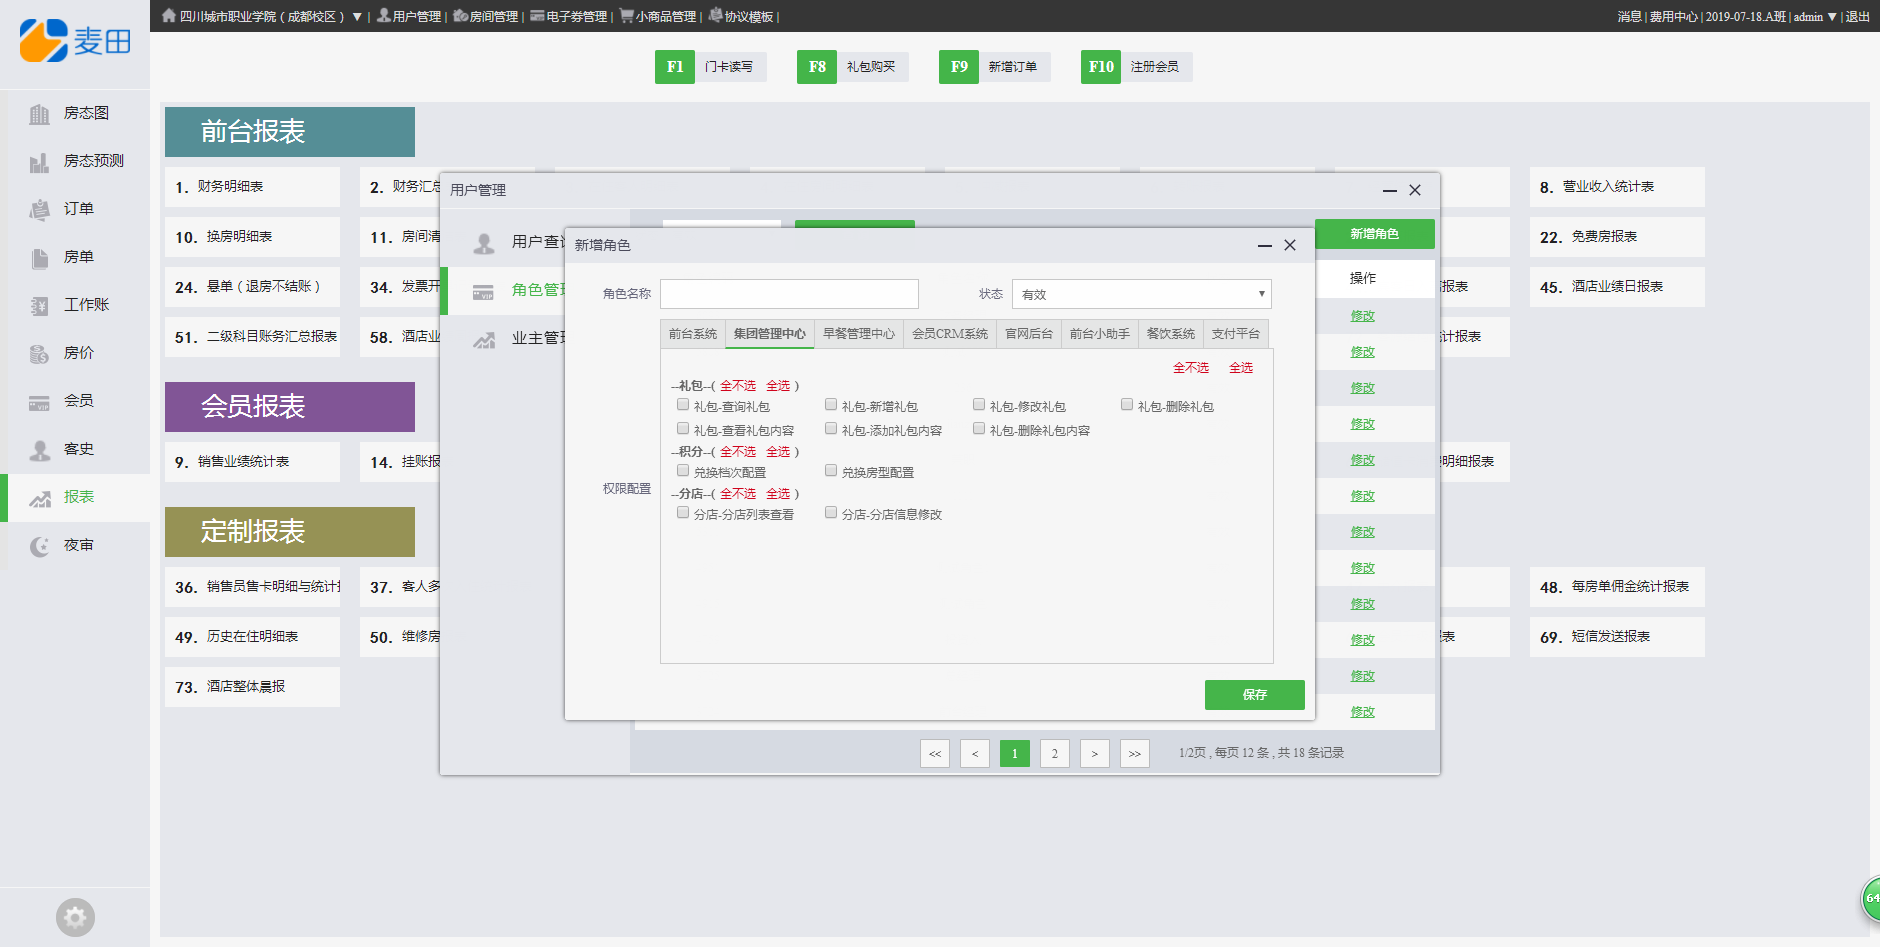 四川城市职业学院（成都校区） ▼ | 用户管理 | 房间管理 | 电子券管理 | 小商品管理 | 协议模板 |
消息 | 费用中心 | 2019-07-18.A班 | admin ▼ | 退出
麦田
F1 门卡读写 F8 礼包购买 F9 新增订单 F10 注册会员
房态图
房态预测
订单
房单
工作账
房价
会员
客史
报表
夜审
前台报表
1. 财务明细表 2. 财务汇总 8. 营业收入统计表
10. 换房明细表 11. 房间清 22. 免费房报表
24. 悬单（退房不结账） 34. 发票开 报表 45. 酒店业绩日报表
51. 二级科目账务汇总报表 58. 酒店业 计报表
会员报表
9. 销售业绩统计表 14. 挂账报 明细报表
定制报表
36. 销售员售卡明细与统计 37. 客人多 48. 每房单佣金统计报表
49. 历史在住明细表 50. 维修房 表 69. 短信发送报表
73. 酒店整体晨报
用户管理
用户查
角色管
业主管
新增角色
操作
修改
修改
修改
修改
修改
修改
修改
修改
修改
修改
修改
修改
<< < 1 2 > >> 1/2页 , 每页 12 条 , 共 18 条记录
新增角色
角色名称 状态 有效
前台系统 集团管理中心 早餐管理中心 会员CRM系统 官网后台 前台小助手 餐饮系统 支付平台
全不选 全选
权限配置
--礼包--( 全不选 全选 )
礼包-查询礼包 礼包-新增礼包 礼包-修改礼包 礼包-删除礼包
礼包-查看礼包内容 礼包-添加礼包内容 礼包-删除礼包内容
--积分--( 全不选 全选 )
兑换档次配置 兑换房型配置
--分店--( 全不选 全选 )
分店-分店列表查看 分店-分店信息修改
保存
64